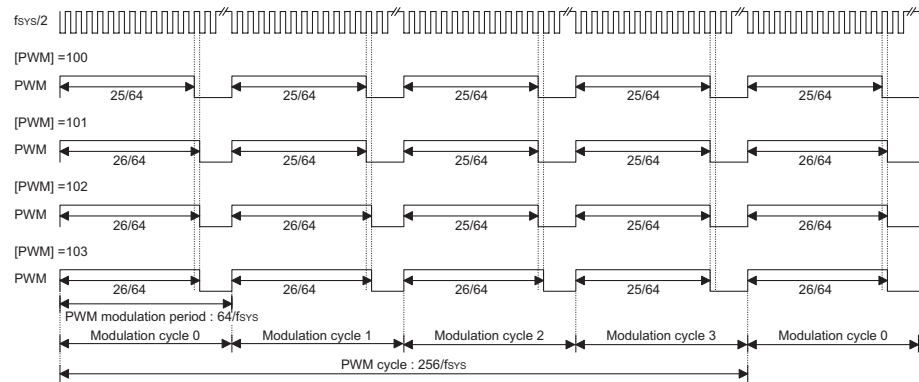 fSYS/2
[PWM] =100
PWM
25/64 25/64 25/64 25/64 25/64
[PWM] =101
PWM
26/64 25/64 25/64 25/64 26/64
[PWM] =102
PWM
26/64 26/64 25/64 25/64 26/64
[PWM] =103
PWM
26/64 26/64 26/64 25/64 26/64
PWM modulation period : 64/fSYS
Modulation cycle 0 Modulation cycle 1 Modulation cycle 2 Modulation cycle 3 Modulation cycle 0
PWM cycle : 256/fSYS